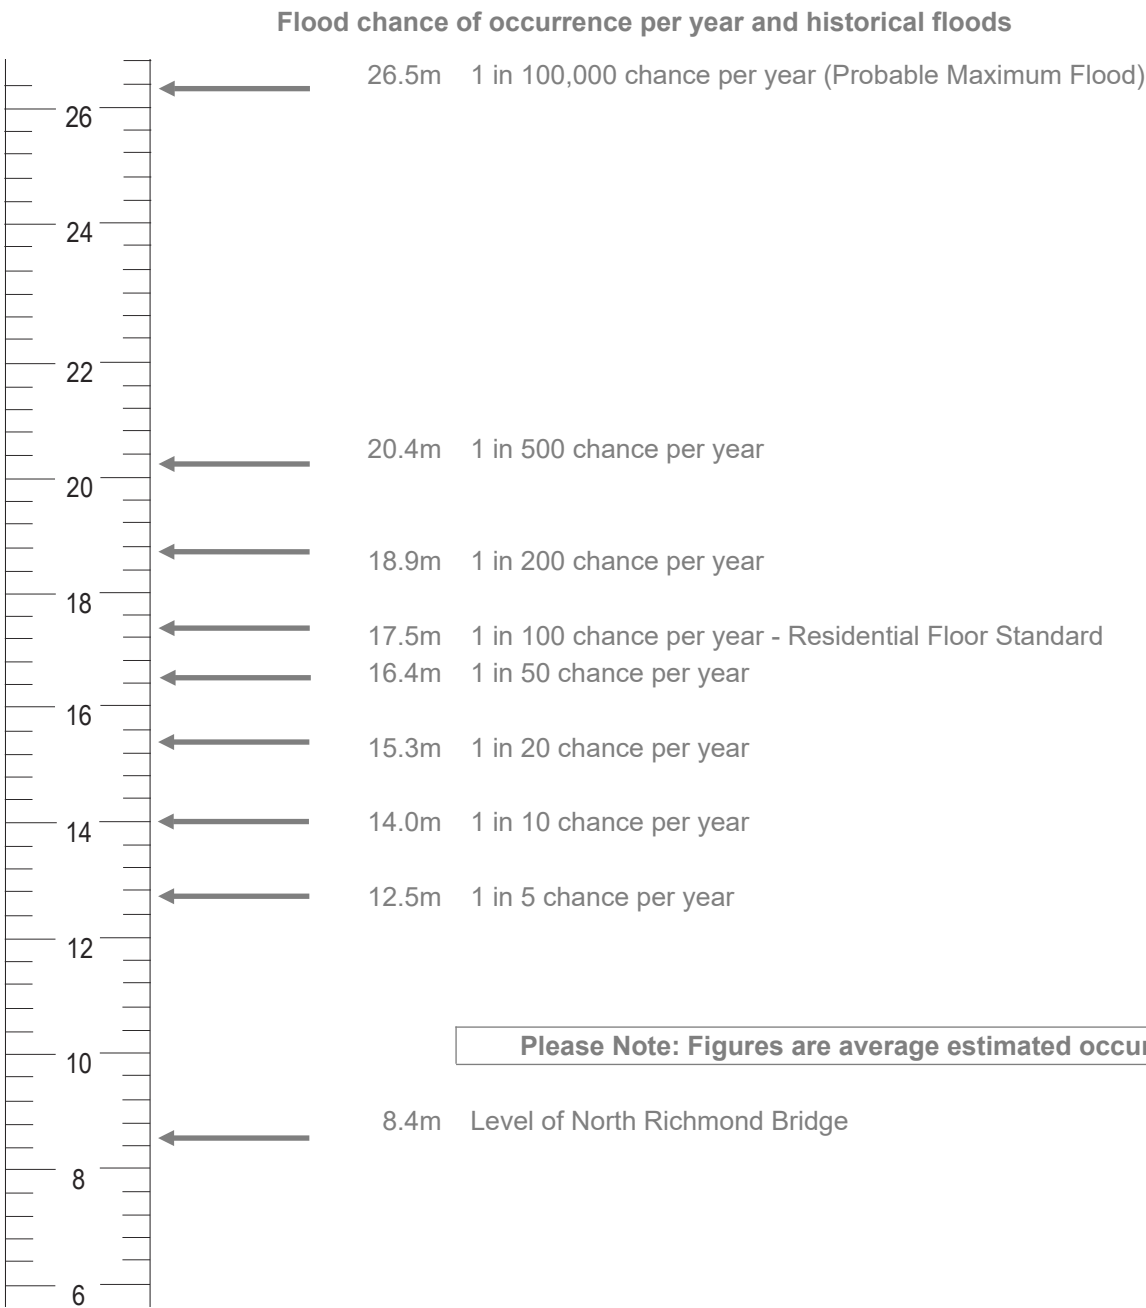 Flood chance of occurrence per year and historical floods
26.5m 1 in 100,000 chance per year (Probable Maximum Flood)
26
24
22
20.4m 1 in 500 chance per year
20
18.9m 1 in 200 chance per year
18
17.5m 1 in 100 chance per year - Residential Floor Standard
16.4m 1 in 50 chance per year
16
15.3m 1 in 20 chance per year
14.0m 1 in 10 chance per year
14
12.5m 1 in 5 chance per year
12
Please Note: Figures are average estimated
10
8.4m Level of North Richmond Bridge
8
6